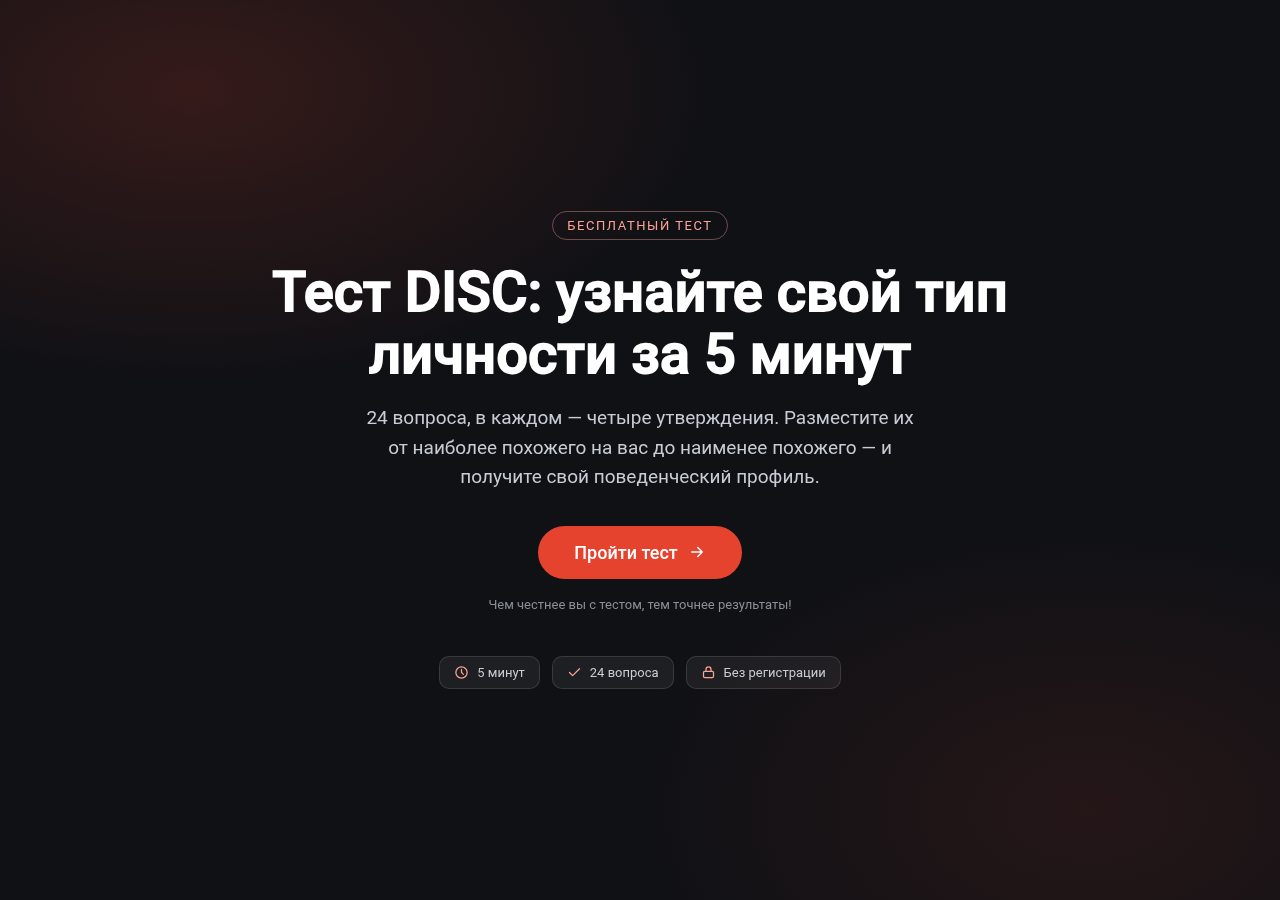 БЕСПЛАТНЫЙ ТЕСТ
Тест DISC: узнайте свой тип
личности за 5 минут
24 вопроса, в каждом — четыре утверждения. Разместите их
от наиболее похожего на вас до наименее похожего — и
получите свой поведенческий профиль.
Пройти тест
Чем честнее вы с тестом, тем точнее результаты!
5 минут
24 вопроса
Без регистрации